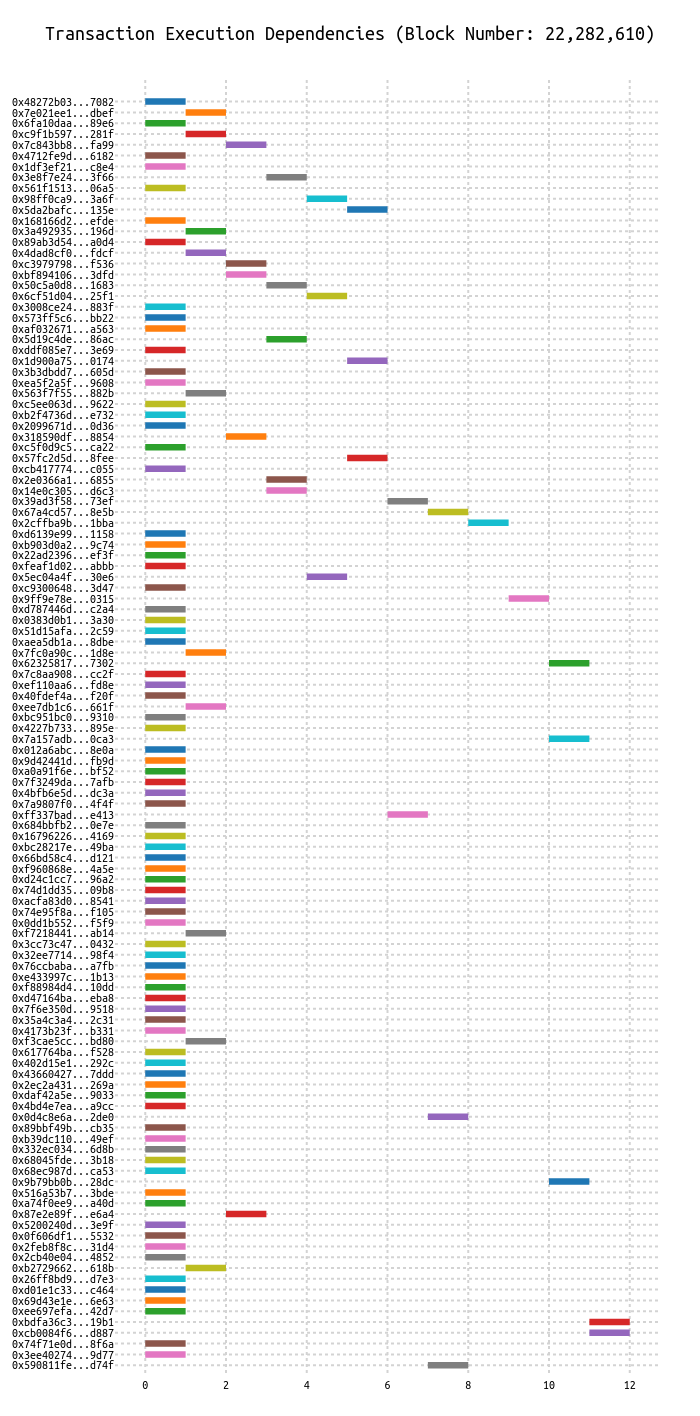 Transaction Execution Dependencies (Block Number: 22,282,610)
0x48272b03...7082
0x7e021ee1...dbef
0x6fa10daa...89e6
0xc9f1b597...281f
0x7c843bb8...fa99
0x4712fe9d...6182
0x1df3ef21...c8e4
0x3e8f7e24...3f66
0x561f1513...06a5
0x98ff0ca9...3a6f
0x5da2bafc...135e
0x168166d2...efde
0x3a492935...196d
0x89ab3d54...a0d4
0x4dad8cf0...fdcf
0xc3979798...f536
0xbf894106...3dfd
0x50c5a0d8...1683
0x6cf51d04...25f1
0x3008ce24...883f
0x573ff5c6...bb22
0xaf032671...a563
0x5d19c4de...86ac
0xddf085e7...3e69
0x1d900a75...0174
0x3b3dbdd7...605d
0xea5f2a5f...9608
0x563f7f55...882b
0xc5ee063d...9622
0xb2f4736d...e732
0x2099671d...0d36
0x318590df...8854
0xc5f0d9c5...ca22
0x57fc2d5d...8fee
0xcb417774...c055
0x2e0366a1...6855
0x14e0c305...d6c3
0x39ad3f58...73ef
0x67a4cd57...8e5b
0x2cffba9b...1bba
0xd6139e99...1158
0xb903d0a2...9c74
0x22ad2396...ef3f
0xfeaf1d02...abbb
0x5ec04a4f...30e6
0xc9300648...3d47
0x9ff9e78e...0315
0xd787446d...c2a4
0x0383d0b1...3a30
0x51d15afa...2c59
0xaea5db1a...8dbe
0x7fc0a90c...1d8e
0x62325817...7302
0x7c8aa908...cc2f
0xef110aa6...fd8e
0x40fdef4a...f20f
0xee7db1c6...661f
0xbc951bc0...9310
0x4227b733...895e
0x7a157adb...0ca3
0x012a6abc...8e0a
0x9d42441d...fb9d
0xa0a91f6e...bf52
0x7f3249da...7afb
0x4bfb6e5d...dc3a
0x7a9807f0...4f4f
0xff337bad...e413
0x684bbfb2...0e7e
0x16796226...4169
0xbc28217e...49ba
0x66bd58c4...d121
0xf960868e...4a5e
0xd24c1cc7...96a2
0x74d1dd35...09b8
0xacfa83d0...8541
0x74e95f8a...f105
0x0dd1b552...f5f9
0xf7218441...ab14
0x3cc73c47...0432
0x32ee7714...98f4
0x76ccbaba...a7fb
0xe433997c...1b13
0xf88984d4...10dd
0xd47164ba...eba8
0x7f6e350d...9518
0x35a4c3a4...2c31
0x4173b23f...b331
0xf3cae5cc...bd80
0x617764ba...f528
0x402d15e1...292c
0x43660427...7ddd
0x2ec2a431...269a
0xdaf42a5e...9033
0x4bd4e7ea...a9cc
0x0d4c8e6a...2de0
0x89bbf49b...cb35
0xb39dc110...49ef
0x332ec034...6d8b
0x68045fde...3b18
0x68ec987d...ca53
0x9b79bb0b...28dc
0x516a53b7...3bde
0xa74f0ee9...a40d
0x87e2e89f...e6a4
0x5200240d...3e9f
0x0f606df1...5532
0x2feb8f8c...31d4
0x2cb40e04...4852
0xb2729662...618b
0x26ff8bd9...d7e3
0xd01e1c33...c464
0x69d43e1e...6e63
0xee697efa...42d7
0xbdfa36c3...19b1
0xcb0084f6...d887
0x74f71e0d...8f6a
0x3ee40274...9d77
0x590811fe...d74f
0 2 4 6 8 10 12